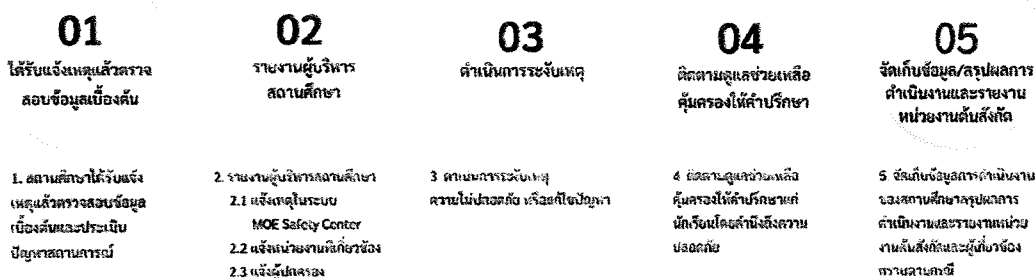 01
ได้รับแจ้งเหตุแล้วตรวจ
สอบข้อมูลเบื้องต้น
1. สถานศึกษาได้รับแจ้ง
เหตุแล้วตรวจสอบข้อมูล
เบื้องต้นและประเมิน
ปัญหาสถานการณ์
02
รายงานผู้บริหาร
สถานศึกษา
2. รายงานผู้บริหารสถานศึกษา
2.1 แจ้งเหตุในระบบ
MOE Safety Center
2.2 แจ้งหน่วยงานที่เกี่ยวข้อง
2.3 แจ้งผู้ปกครอง
03
ดำเนินการระงับเหตุ
3 ดำเนินการระงับเหตุ
ความไม่ปลอดภัย หรือแก้ไขปัญหา
04
ติดตามดูแลช่วยเหลือ
คุ้มครองให้คำปรึกษา
4 ติดตามดูแลช่วยเหลือ
คุ้มครองให้คำปรึกษาแก่
นักเรียนโดยคำนึงถึงความ
ปลอดภัย
05
จัดเก็บข้อมูล/สรุปผลการ
ดำเนินงานและรายงาน
หน่วยงานต้นสังกัด
5 จัดเก็บข้อมูลการดำเนินงาน
ของสถานศึกษาสรุปผลการ
ดำเนินงานและรายงานหน่วย
งานต้นสังกัดและผู้เกี่ยวข้อง
ทราบตามกรณี